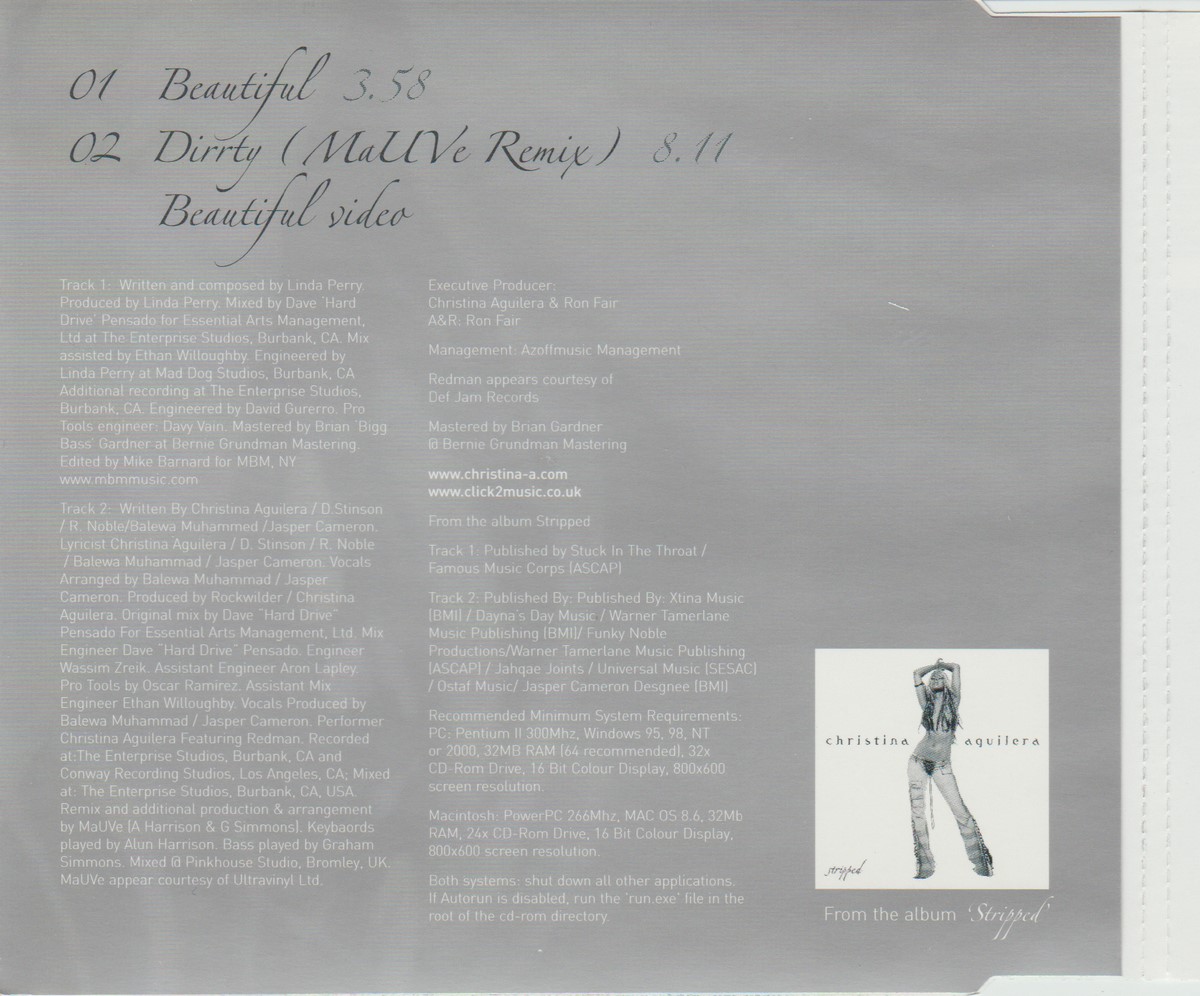 01 Beautiful 3.58
02 Dirrty (MaUVe Remix) 8.11
Beautiful video
Track 1: Written and composed by Linda Perry
Produced by Linda Perry. Mixed by Dave 'Hard
Drive' Pensado for Essential Arts Management,
Ltd at The Enterprise Studios, Burbank, CA. Mix
assisted by Ethan Willoughby. Engineered by
Linda Perry at Mad Dog Studios, Burbank, CA
Additional recording at The Enterprise Studios,
Burbank, CA. Engineered by David Gurerro. Pro
Tools engineer: Davy Vain. Mastered by Brian 'Bigg
Bass' Gardner at Bernie Grundman Mastering.
Edited by Mike Barnard for MBM, NY
www.mbmmusic.com
Track 2: Written By Christina Aguilera / D.Stinson
/ R. Noble/Balewa Muhammed /Jasper Cameron.
Lyricist Christina Aguilera / D. Stinson / R. Noble
/ Balewa Muhammad / Jasper Cameron. Vocals
Arranged by Balewa Muhammad / Jasper
Cameron. Produced by Rockwilder / Christina
Aguilera. Original mix by Dave "Hard Drive"
Pensado For Essential Arts Management, Ltd. Mix
Engineer Dave "Hard Drive" Pensado. Engineer
Wassim Zreik. Assistant Engineer Aron Lapley.
Pro Tools by Oscar Ramirez. Assistant Mix
Engineer Ethan Willoughby. Vocals Produced by
Balewa Muhammad / Jasper Cameron. Performer
Christina Aguilera Featuring Redman. Recorded
at:The Enterprise Studios, Burbank, CA and
Conway Recording Studios, Los Angeles, CA; Mixed
at: The Enterprise Studios, Burbank, CA, USA.
Remix and additional production & arrangement
by MaUVe (A Harrison & G Simmons). Keybaords
played by Alun Harrison. Bass played by Graham
Simmons. Mixed @ Pinkhouse Studio, Bromley, UK.
MaUVe appear courtesy of Ultravinyl Ltd.
Executive Producer:
Christina Aguilera & Ron Fair
A&R: Ron Fair
Management: Azoffmusic Management
Redman appears courtesy of
Def Jam Records
Mastered by Brian Gardner
@ Bernie Grundman Mastering
www.christina-a.com
www.click2music.co.uk
From the album Stripped
Track 1: Published by Stuck In The Throat /
Famous Music Corps (ASCAP)
Track 2: Published By: Published By: Xtina Music
(BMI) / Dayna's Day Music / Warner Tamerlane
Music Publishing (BMI)/ Funky Noble
Productions/Warner Tamerlane Music Publishing
(ASCAP) / Jahqae Joints / Universal Music (SESAC)
/ Ostaf Music/ Jasper Cameron Desgnee (BMI)
Recommended Minimum System Requirements:
PC: Pentium II 300Mhz, Windows 95, 98, NT
or 2000, 32MB RAM (64 recommended), 32x
CD-Rom Drive, 16 Bit Colour Display, 800x600
screen resolution.
Macintosh: PowerPC 266Mhz, MAC OS 8.6, 32Mb
RAM, 24x CD-Rom Drive, 16 Bit Colour Display,
800x600 screen resolution.
Both systems: shut down all other applications.
If Autorun is disabled, run the 'run.exe' file in the
root of the cd-rom directory.
christina aguilera
stripped
From the album 'Stripped'